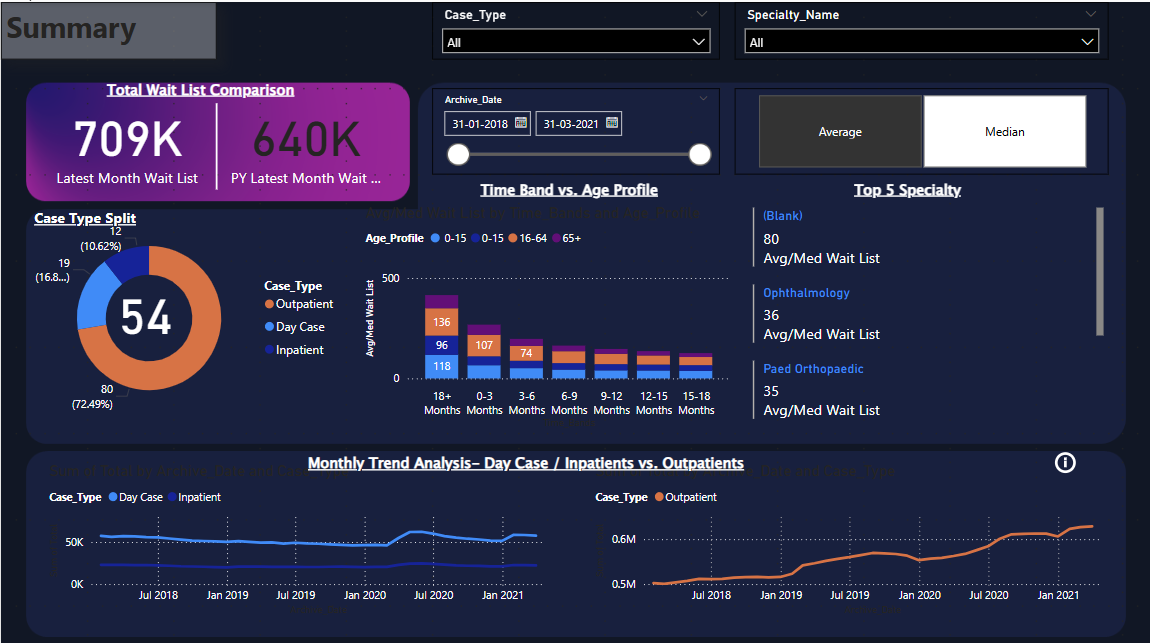 Summary
Case_Type
All
Specialty_Name
All
Total Wait List Comparison
709K
Latest Month Wait List
640K
PY Latest Month Wait ...
Archive_Date
31-01-2018
31-03-2021
Average
Median
Case Type Split
12
(10.62%)
19
(16.8...)
54
80
(72.49%)
Case_Type
Outpatient
Day Case
Inpatient
Time Band vs. Age Profile
Age_Profile 0-15 0-15 16-64 65+
Avg/Med Wait List
500
0
136
96
118
107
74
18+ 0-3 3-6 6-9 9-12 12-15 15-18
Months Months Months Months Months Months Months
Top 5 Specialty
(Blank)
80
Avg/Med Wait List
Ophthalmology
36
Avg/Med Wait List
Paed Orthopaedic
35
Avg/Med Wait List
Monthly Trend Analysis- Day Case / Inpatients vs. Outpatients
Case_Type Day Case Inpatient
50K
0K
Jul 2018 Jan 2019 Jul 2019 Jan 2020 Jul 2020 Jan 2021
Case_Type Outpatient
0.6M
0.5M
Jul 2018 Jan 2019 Jul 2019 Jan 2020 Jul 2020 Jan 2021